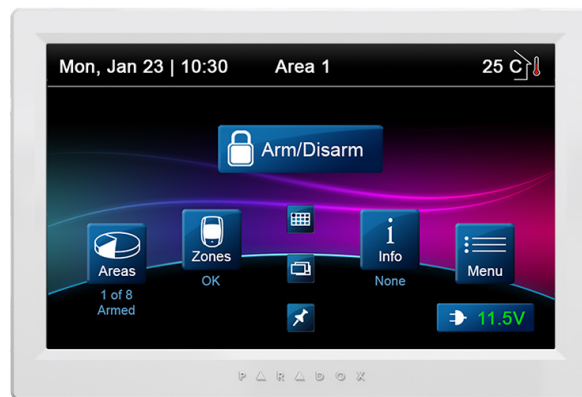 Mon, Jan 23 | 10:30 Area 1 25 C
Arm/Disarm
Areas
1 of 8
Armed
Zones
OK
i
Info
None
Menu
11.5V
PARADOX